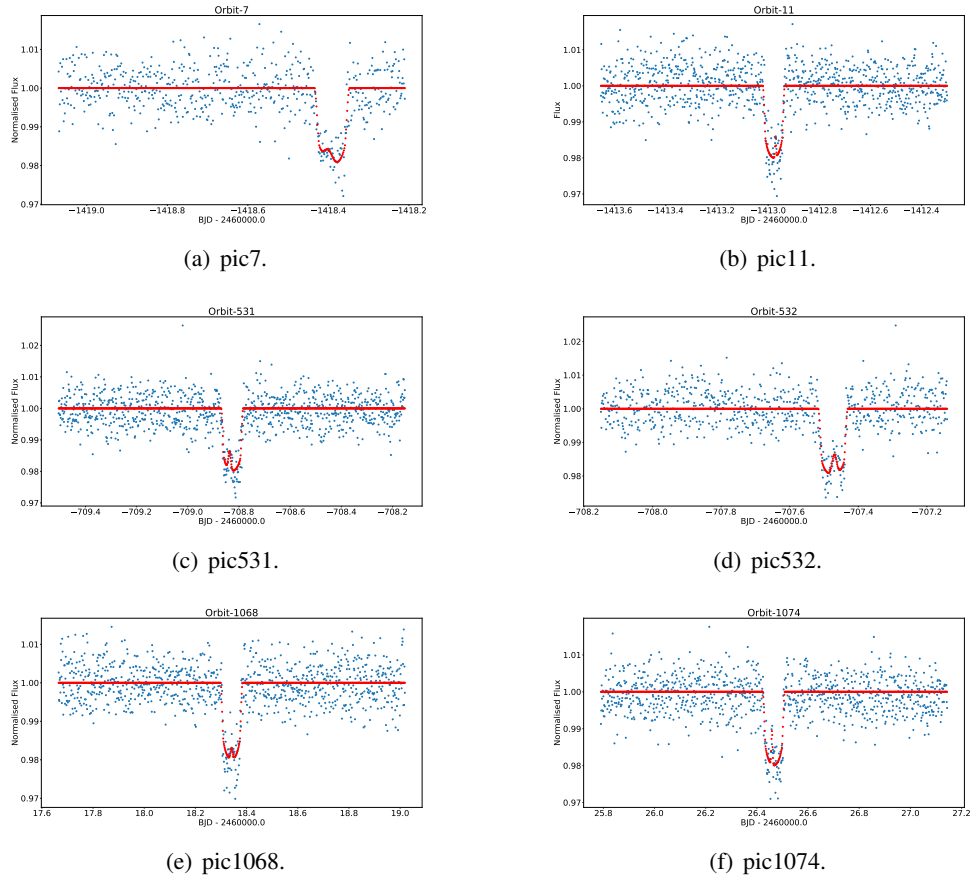 Orbit-7
Normalised Flux
1.01
1.00
0.99
0.98
0.97
−1419.0 −1418.8 −1418.6 −1418.4 −1418.2
BJD - 2460000.0
(a) pic7.
Orbit-11
Flux
1.01
1.00
0.99
0.98
0.97
−1413.6 −1413.4 −1413.2 −1413.0 −1412.8 −1412.6 −1412.4
BJD - 2460000.0
(b) pic11.
Orbit-531
Normalised Flux
1.02
1.01
1.00
0.99
0.98
0.97
−709.4 −709.2 −709.0 −708.8 −708.6 −708.4 −708.2
BJD - 2460000.0
(c) pic531.
Orbit-532
Normalised Flux
1.02
1.01
1.00
0.99
0.98
0.97
−708.2 −708.0 −707.8 −707.6 −707.4 −707.2
BJD - 2460000.0
(d) pic532.
Orbit-1068
Normalised Flux
1.01
1.00
0.99
0.98
0.97
17.6 17.8 18.0 18.2 18.4 18.6 18.8 19.0
BJD - 2460000.0
(e) pic1068.
Orbit-1074
Normalised Flux
1.01
1.00
0.99
0.98
0.97
25.8 26.0 26.2 26.4 26.6 26.8 27.0 27.2
BJD - 2460000.0
(f) pic1074.